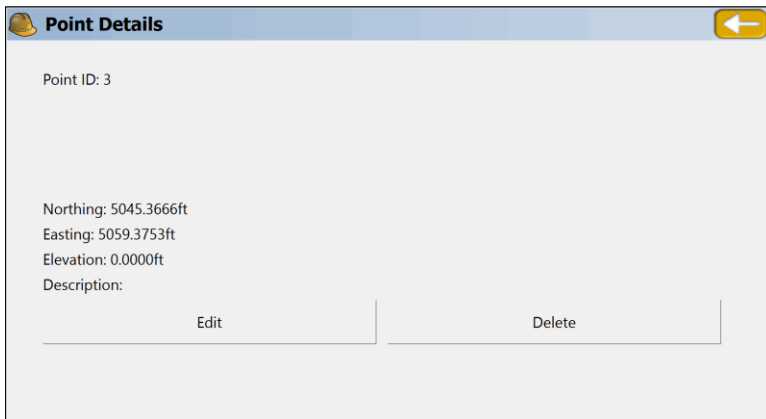 Point Details
Point ID: 3
Northing: 5045.3666ft
Easting: 5059.3753ft
Elevation: 0.0000ft
Description:
Edit Delete